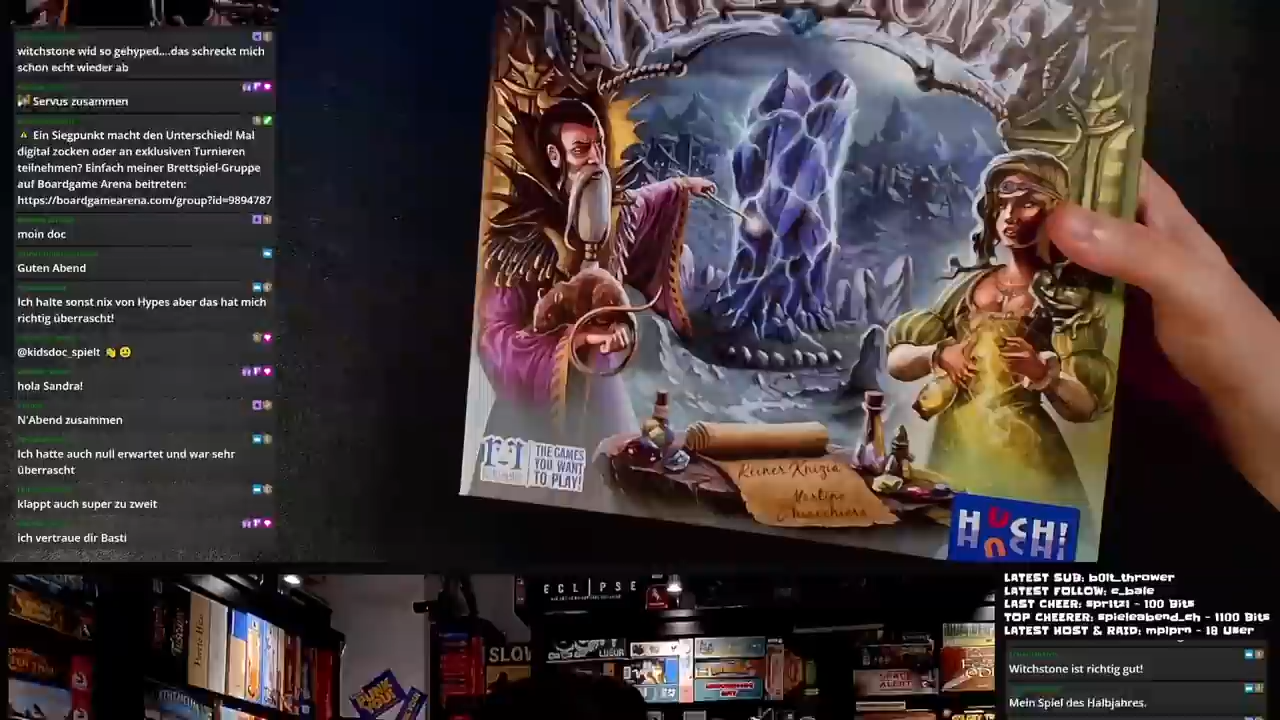 witchstone wid so gehyped....das schreckt mich
schon echt wieder ab
Servus zusammen
Ein Siegpunkt macht den Unterschied! Mal
digital zocken oder an exklusiven Turnieren
teilnehmen? Einfach meiner Brettspiel-Gruppe
auf Boardgame Arena beitreten:
https://boardgamearena.com/group?id=9894787
moin doc
Guten Abend
Ich halte sonst nix von Hypes aber das hat mich
richtig überrascht!
@kidsdoc_spielt
hola Sandra!
N'Abend zusammen
Ich hatte auch null erwartet und war sehr
überrascht
klappt auch super zu zweit
ich vertraue dir Basti
WITCHSTONE
THE GAMES
YOU WANT
TO PLAY!
Reiner Knizia
Martino
Chiacchiera
HUCH!
ECLIPSE
SLOW
LATEST SUB: b0lt_thrower
LATEST FOLLOW: c_bale
LAST CHEER: spritzl - 100 Bits
TOP CHEERER: spieleabend_ch - 1100 Bits
LATEST HOST & RAID: mplprn - 18 User
Witchstone ist richtig gut!
Mein Spiel des Halbjahres.